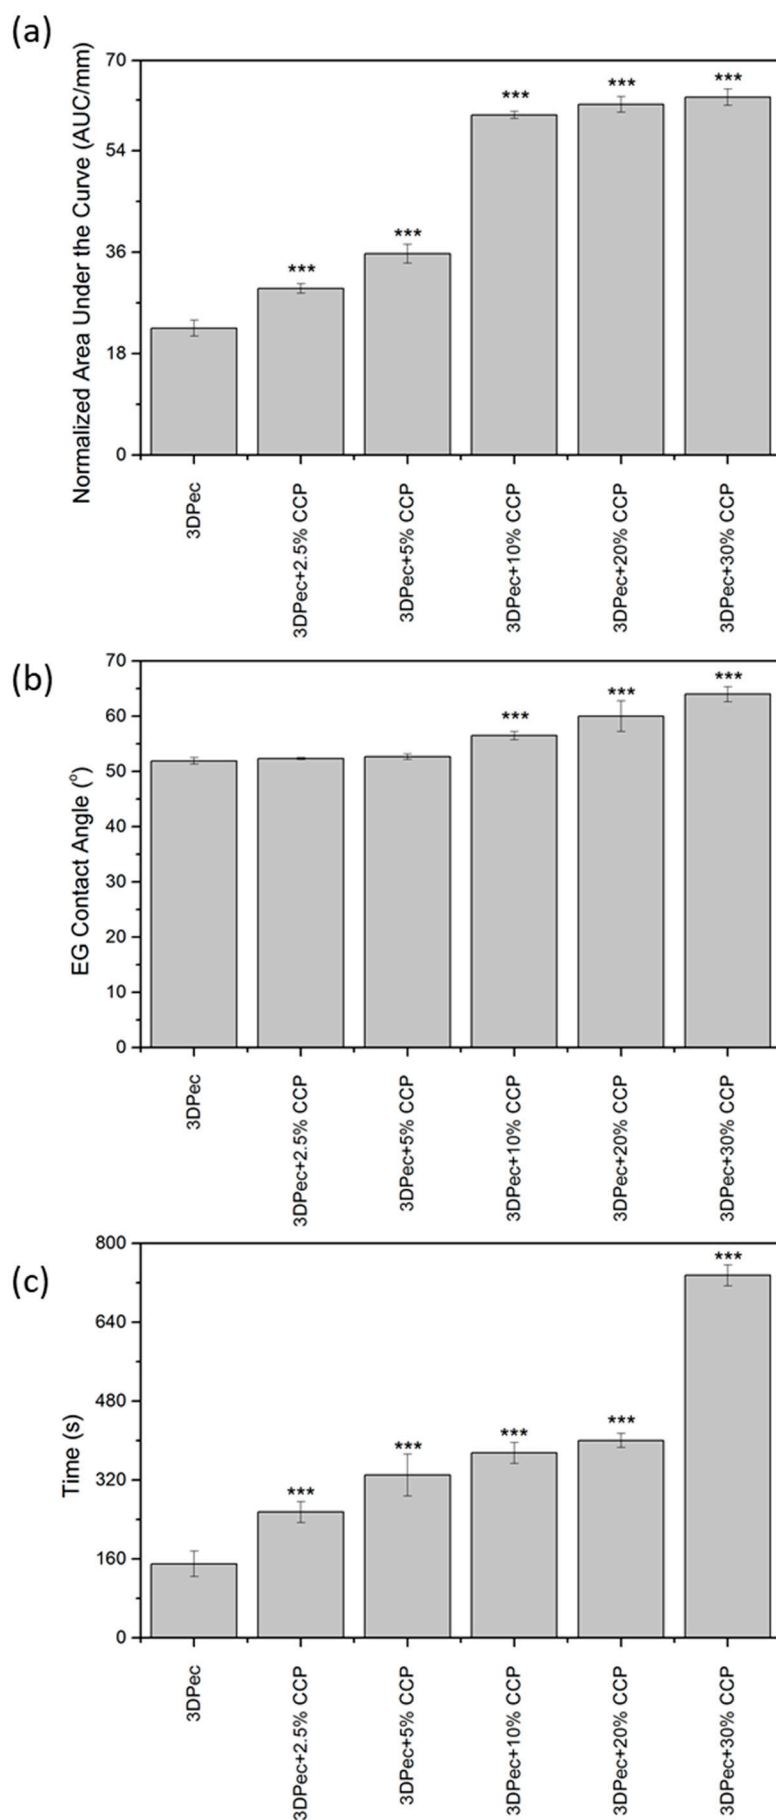 (a)
Normalized Area Under the Curve (AUC/mm)
70
54
36
18
0
***
***
***
***
***
3DPec
3DPec+2.5% CCP
3DPec+5% CCP
3DPec+10% CCP
3DPec+20% CCP
3DPec+30% CCP
(b)
EG Contact Angle (°)
70
60
50
40
30
20
10
0
***
***
***
3DPec
3DPec+2.5% CCP
3DPec+5% CCP
3DPec+10% CCP
3DPec+20% CCP
3DPec+30% CCP
(c)
Time (s)
800
640
480
320
160
0
***
***
***
***
***
3DPec
3DPec+2.5% CCP
3DPec+5% CCP
3DPec+10% CCP
3DPec+20% CCP
3DPec+30% CCP